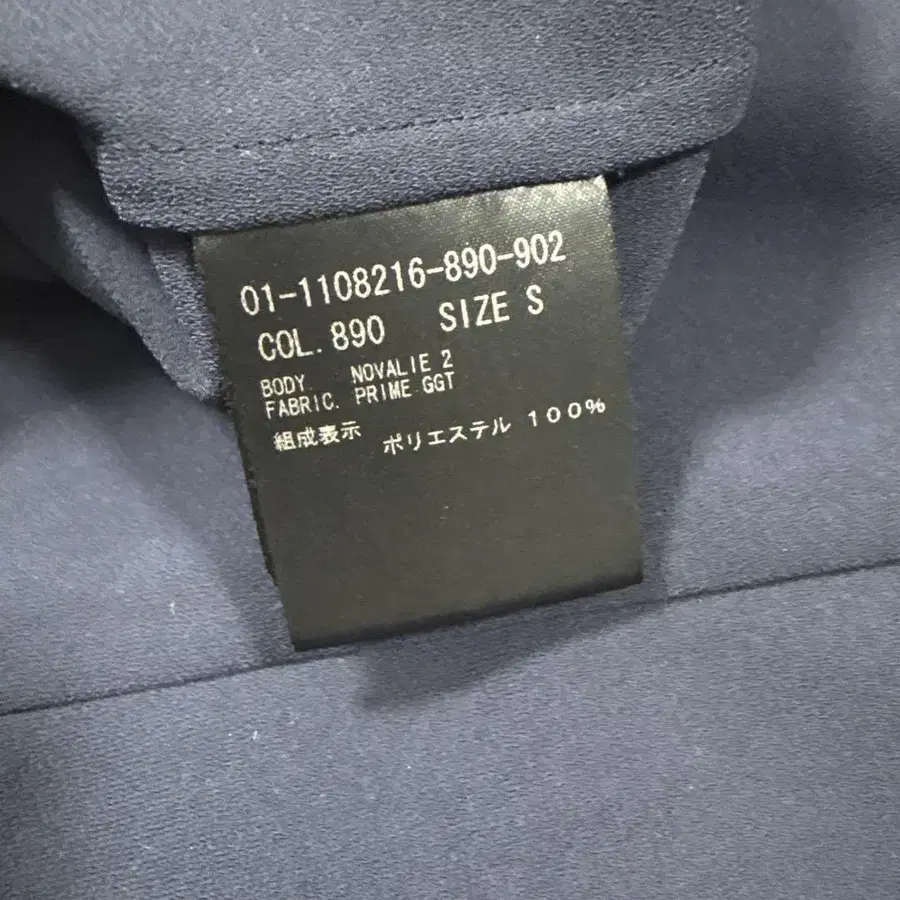 01-1108216-890-902
COL. 890 SIZE S
BODY. NOVALIE 2
FABRIC. PRIME GGT
組成表示 ポリエステル 100%